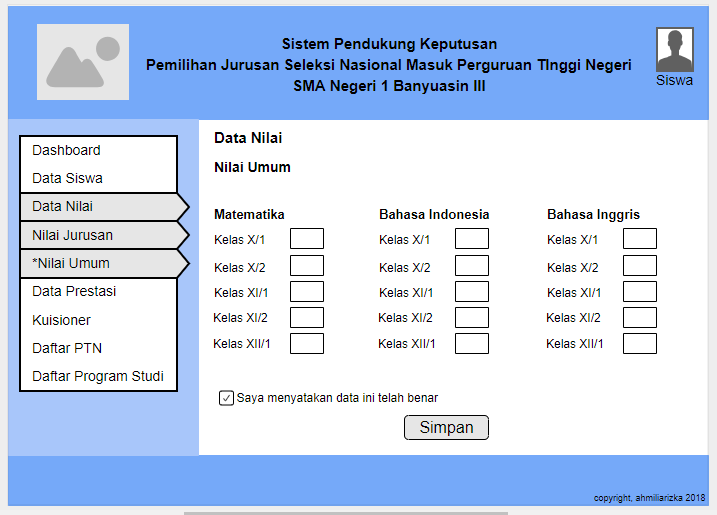 Sistem Pendukung Keputusan
Pemilihan Jurusan Seleksi Nasional Masuk Perguruan TInggi Negeri
SMA Negeri 1 Banyuasin III
Siswa
Dashboard
Data Siswa
Data Nilai
Nilai Jurusan
*Nilai Umum
Data Prestasi
Kuisioner
Daftar PTN
Daftar Program Studi
Data Nilai
Nilai Umum
Matematika
Kelas X/1
Kelas X/2
Kelas XI/1
Kelas XI/2
Kelas XII/1
Bahasa Indonesia
Kelas X/1
Kelas X/2
Kelas XI/1
Kelas XI/2
Kelas XII/1
Bahasa Inggris
Kelas X/1
Kelas X/2
Kelas XI/1
Kelas XI/2
Kelas XII/1
Saya menyatakan data ini telah benar
Simpan
copyright, ahmiliarizka 2018